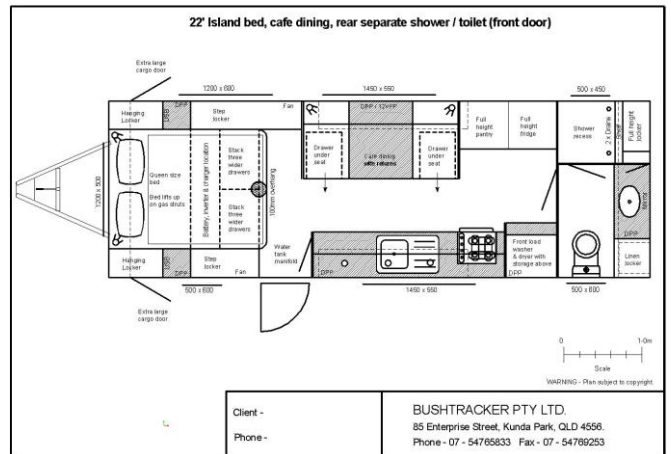 22' Island bed, cafe dining, rear separate shower / toilet (front door)
Extra large
cargo door
1200 x 600
1450 x 550
500 x 450
Hanging
Locker
DPP
USB
Step
locker
Fan
DPP / 12VPP
Full
height
pantry
Full
height
fridge
Shower
recess
2 x Drains
Shelf
Full height
locker
1200 x 500
Queen size
bed
Bed lifts up
on gas struts
Battery, inverter & charger location
Stack
three
wider
drawers
Stack
three
wider
drawers
100mm overhang
Drawer
under
seat
Cafe dining
with returns
Drawer
under
seat
DPP
Hanging
Locker
USB
DPP
Step
locker
Fan
Water
tank
manifold
DPP
Front load
washer
& dryer with
storage above
DPP
Linen
locker
500 x 600
1450 x 550
500 x 600
Extra large
cargo door
0
1·0m
Scale
WARNING - Plan subject to copyright.
Client -
Phone -
BUSHTRACKER PTY LTD.
85 Enterprise Street, Kunda Park, QLD 4556.
Phone - 07 - 54765833 Fax - 07 - 54769253